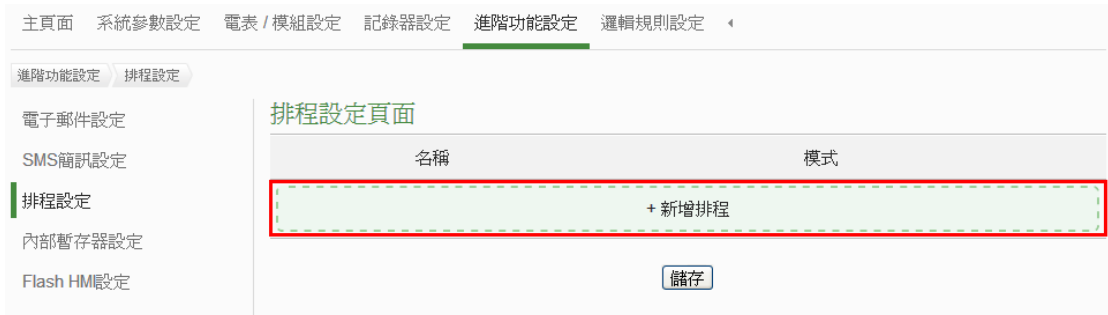 主頁面 系統參數設定 電表 / 模組設定 記錄器設定 進階功能設定 邏輯規則設定
進階功能設定 排程設定
電子郵件設定
SMS簡訊設定
排程設定
內部暫存器設定
Flash HMI設定
排程設定頁面
名稱 模式
+ 新增排程
儲存